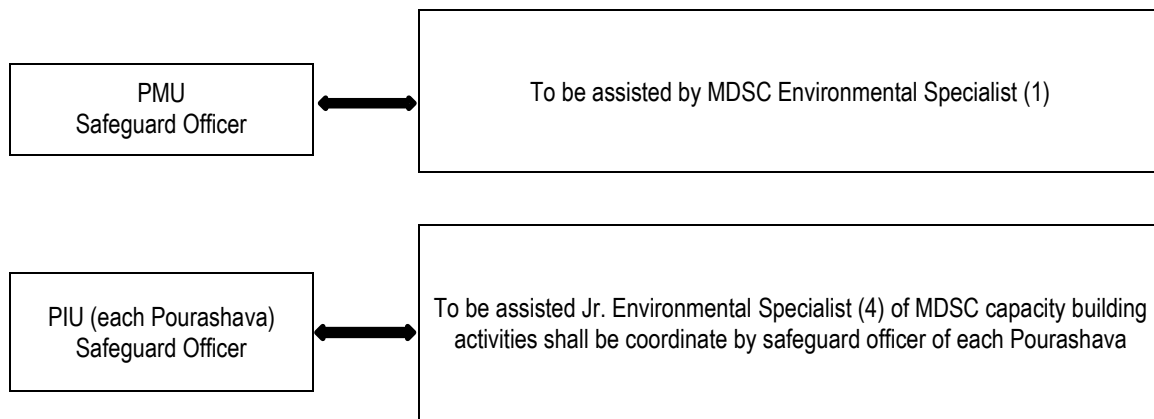 PMU
Safeguard Officer
To be assisted by MDSC Environmental Specialist (1)
PIU (each Pourashava)
Safeguard Officer
To be assisted Jr. Environmental Specialist (4) of MDSC capacity building
activities shall be coordinate by safeguard officer of each Pourashava